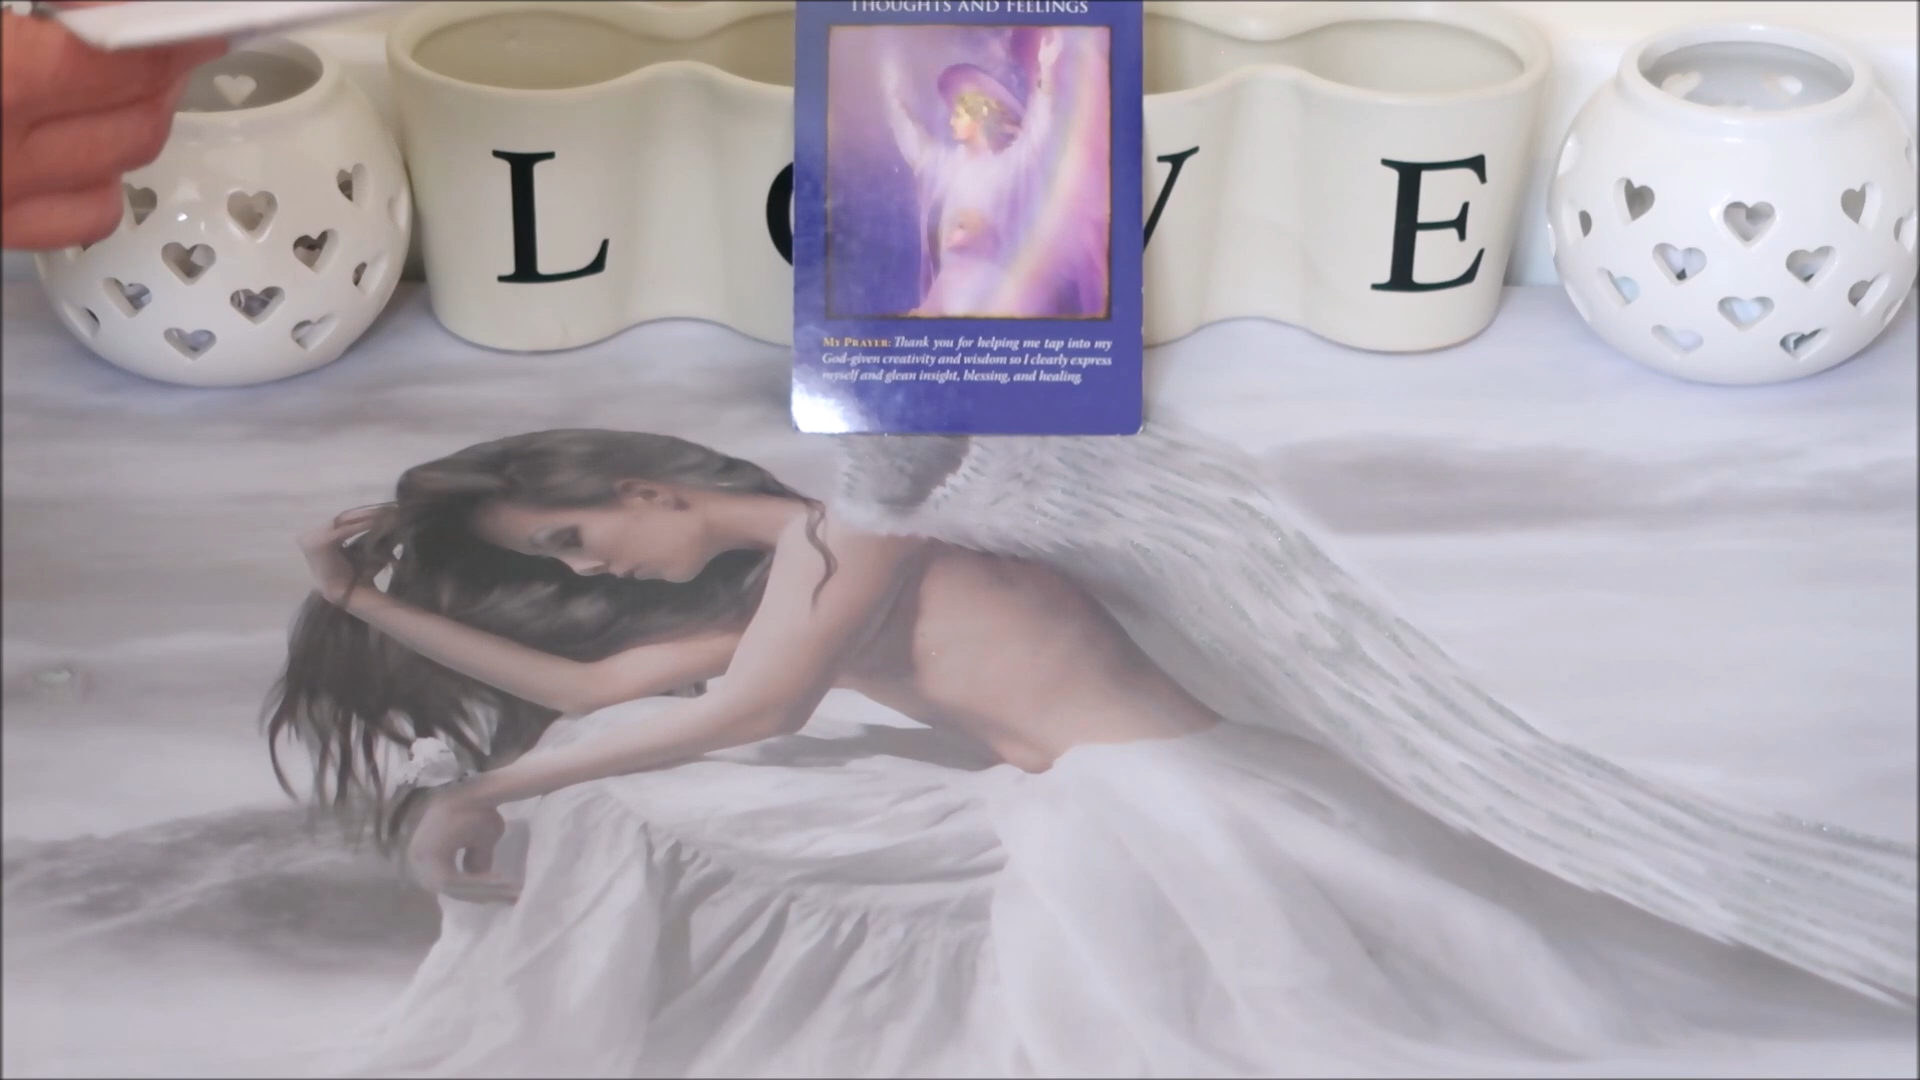 THOUGHTS AND FEELINGS
L O V E
MY PRAYER: Thank you for helping me tap into my
God-given creativity and wisdom so I clearly express
myself and glean insight, blessing, and healing.